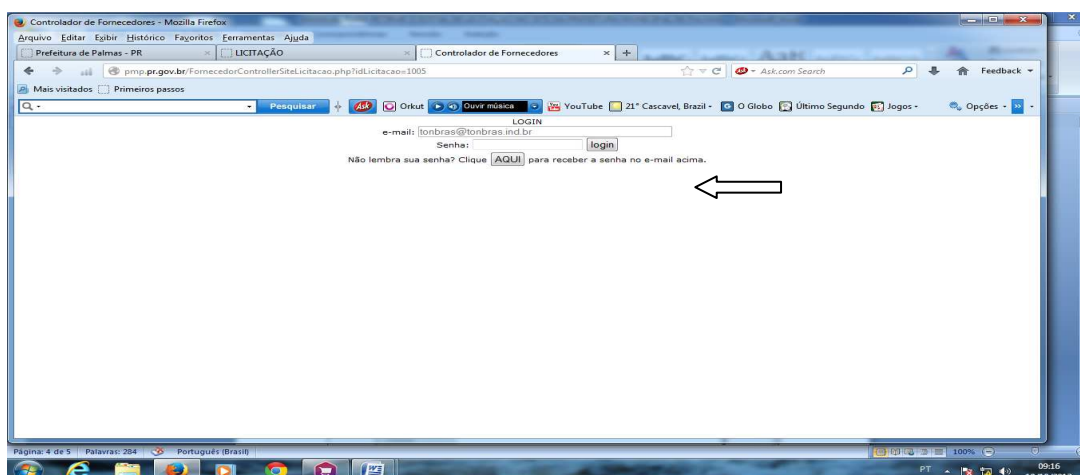 Controlador de Fornecedores - Mozilla Firefox
Arquivo Editar Exibir Histórico Favoritos Ferramentas Ajuda
Prefeitura de Palmas - PR × LICITAÇÃO × Controlador de Fornecedores × +
pmp.pr.gov.br/FornecedorControllerSiteLicitacao.php?idLicitacao=1005 Ask.com Search Feedback
Mais visitados Primeiros passos
Pesquisar Ask Orkut Ouvir música YouTube 21° Cascavel, Brazil O Globo Último Segundo Jogos Opções »
LOGIN
e-mail: tonbras@tonbras.ind.br
Senha: login
Não lembra sua senha? Clique AQUI para receber a senha no e-mail acima.
Página: 4 de 5 Palavras: 284 Português (Brasil) 100%
PT 09:16